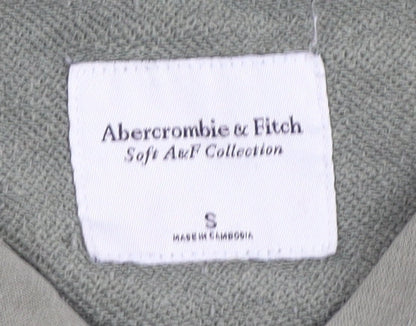 Abercrombie & Fitch
Soft A&F Collection
S
MADE IN CAMBODIA